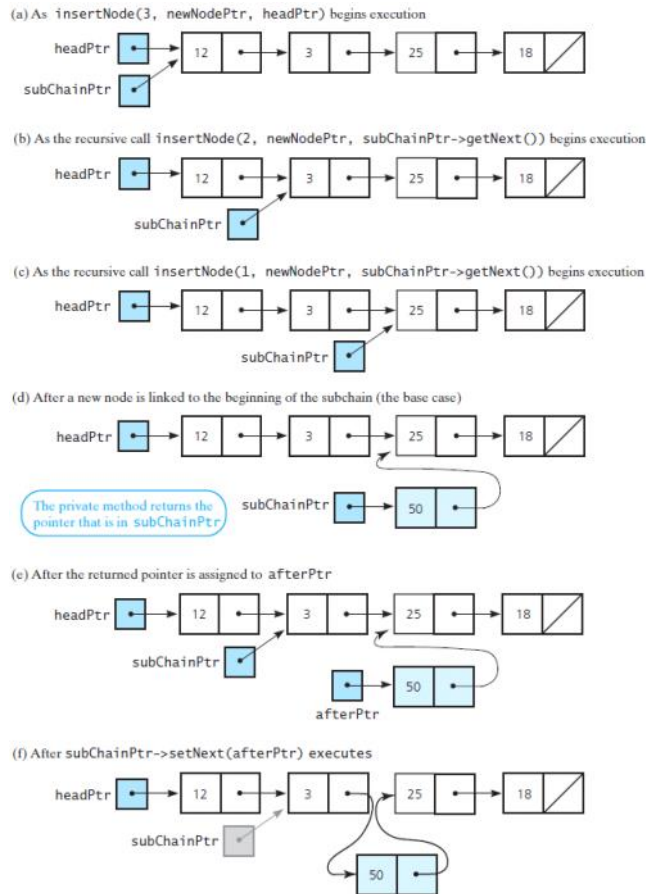 (a) As insertNode(3, newNodePtr, headPtr) begins execution
headPtr
12 3 25 18
subChainPtr
(b) As the recursive call insertNode(2, newNodePtr, subChainPtr->getNext()) begins execution
headPtr
12 3 25 18
subChainPtr
(c) As the recursive call insertNode(1, newNodePtr, subChainPtr->getNext()) begins execution
headPtr
12 3 25 18
subChainPtr
(d) After a new node is linked to the beginning of the subchain (the base case)
headPtr
12 3 25 18
The private method returns the
pointer that is in subChainPtr
subChainPtr
50
(e) After the returned pointer is assigned to afterPtr
headPtr
12 3 25 18
subChainPtr
50
afterPtr
(f) After subChainPtr->setNext(afterPtr) executes
headPtr
12 3 25 18
subChainPtr
50